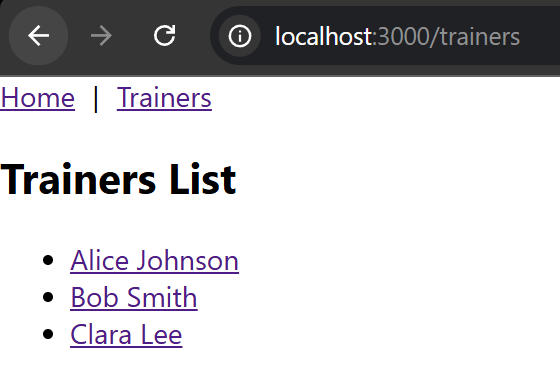 localhost:3000/trainers
Home | Trainers
Trainers List
Alice Johnson
Bob Smith
Clara Lee